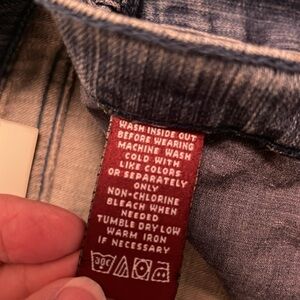 WASH INSIDE OUT
BEFORE WEARING
MACHINE WASH
COLD WITH
LIKE COLORS
OR SEPARATELY
ONLY
NON-CHLORINE
BLEACH WHEN
NEEDED
TUMBLE DRY LOW
WARM IRON
IF NECESSARY
30C